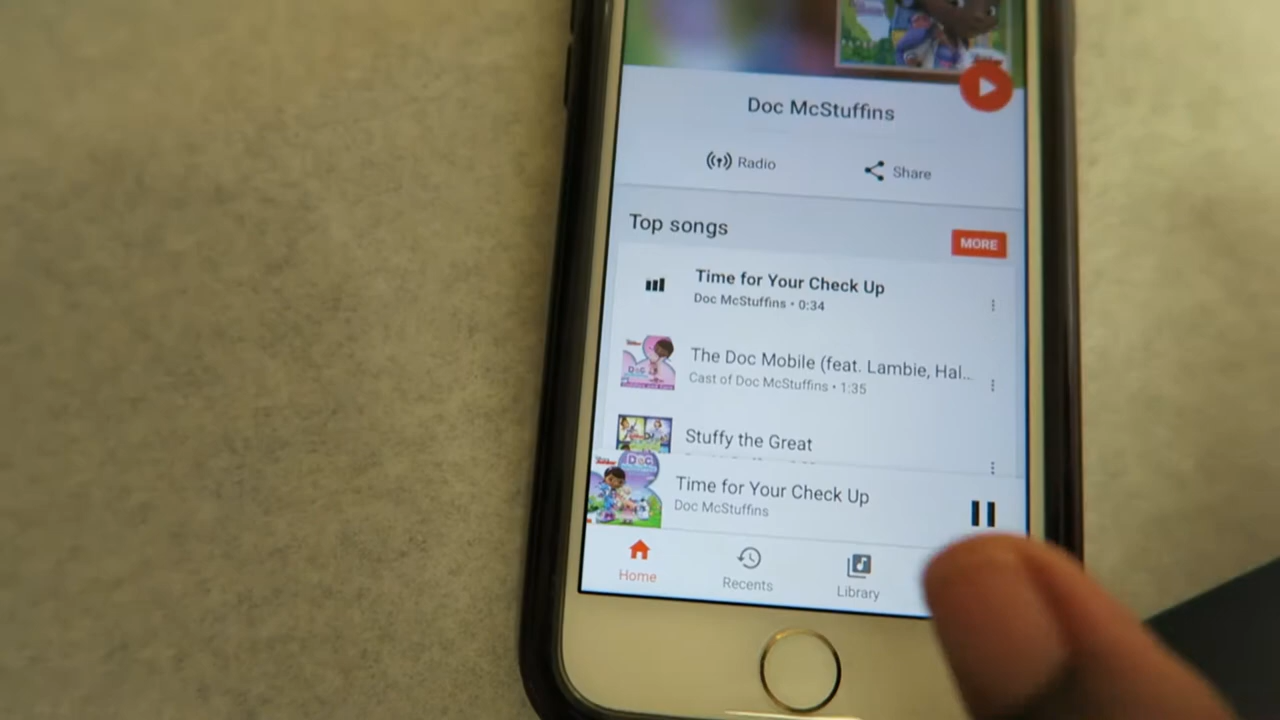 Doc McStuffins
Radio
Share
Top songs
MORE
Time for Your Check Up
Doc McStuffins • 0:34
The Doc Mobile (feat. Lambie, Hal...
Cast of Doc McStuffins • 1:35
Stuffy the Great
DOC
Time for Your Check Up
Doc McStuffins
Home
Recents
Library